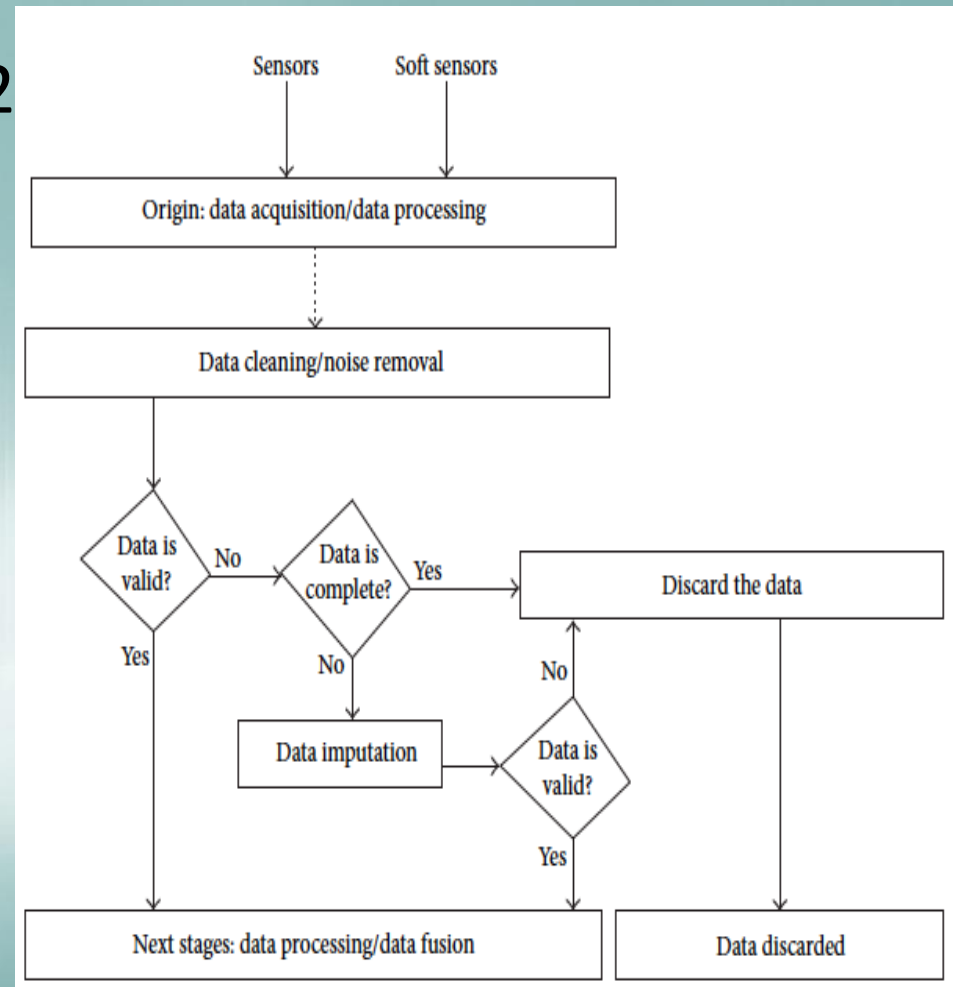 2
Sensors
Soft sensors
Origin: data acquisition/data processing
Data cleaning/noise removal
Data is
valid?
No
Data is
complete?
Yes
Discard the data
Yes
No
No
Data imputation
Data is
valid?
Yes
Next stages: data processing/data fusion
Data discarded